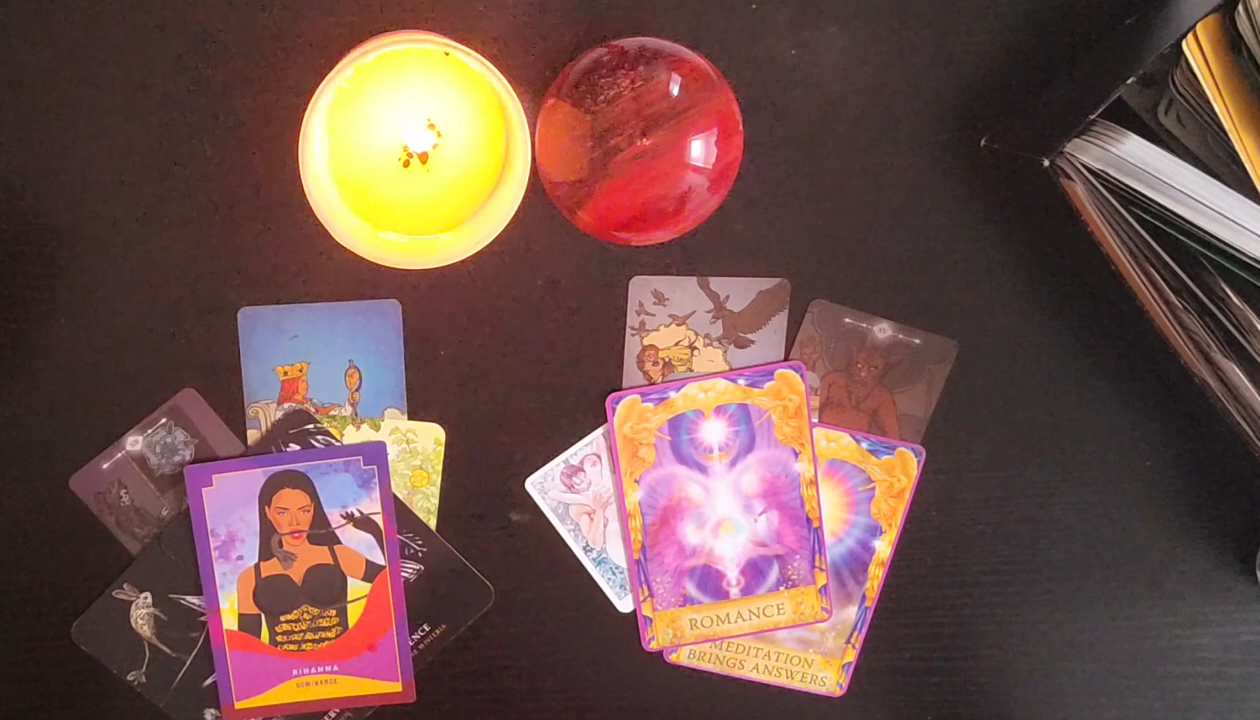 RIHANNA
DOMINANCE
ROMANCE
MEDITATION
BRINGS ANSWERS